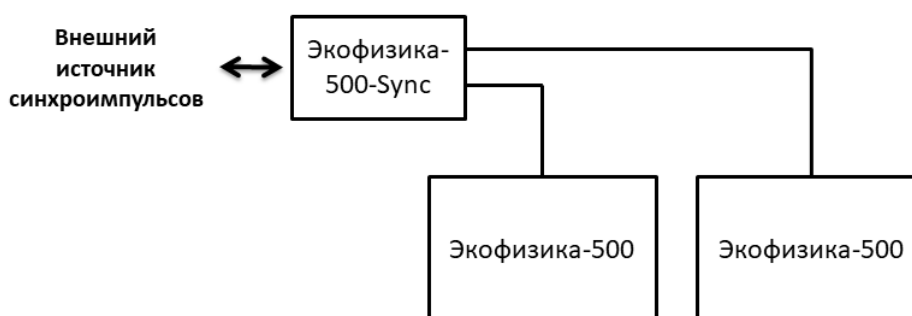 Внешний
источник
синхроимпульсов
Экофизика-
500-Sync
Экофизика-500
Экофизика-500